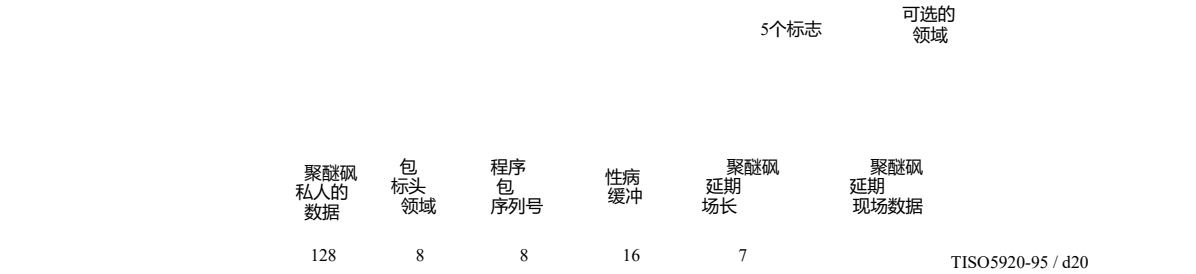 5个标志
可选的
领域
聚醚砜
私人的
数据
包
标头
领域
程序
包
序列号
性病
缓冲
聚醚砜
延期
场长
聚醚砜
延期
现场数据
128
8
8
16
7
TISO5920-95 / d20